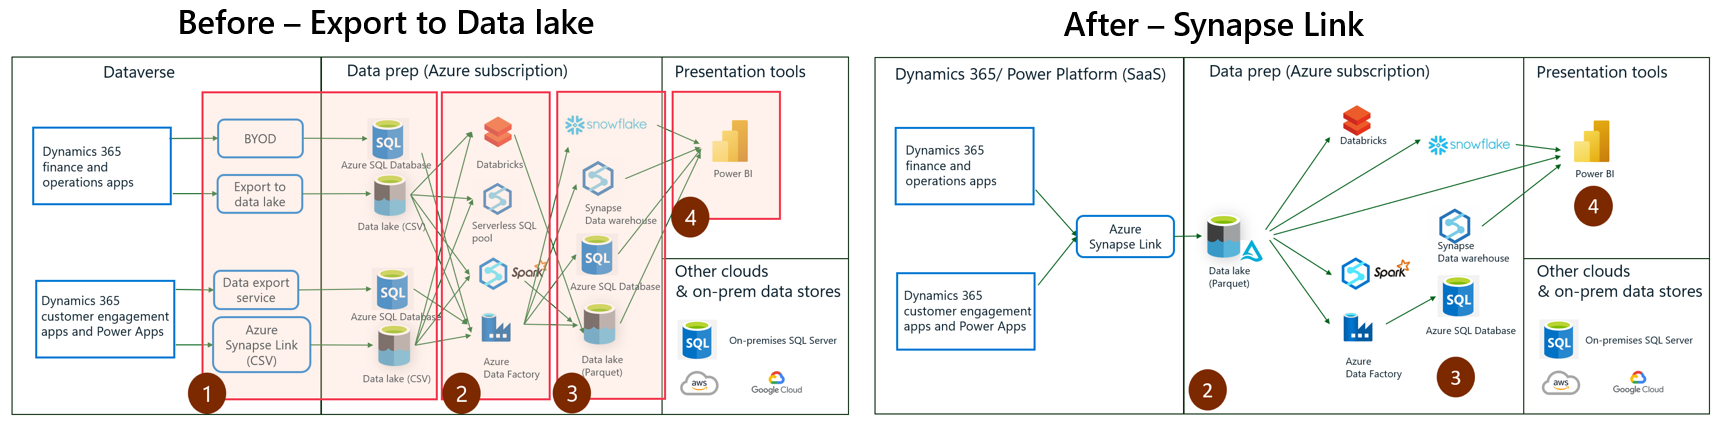 Before – Export to Data lake
Dataverse
Data prep (Azure subscription)
Presentation tools
Dynamics 365
finance and
operations apps
BYOD
Export to
data lake
SQL
Azure SQL Database
Data lake (CSV)
Databricks
Serverless SQL
pool
snowflake
Synapse
Data warehouse
Power BI
4
Dynamics 365
customer engagement
apps and Power Apps
Data export
service
Azure
Synapse Link
(CSV)
SQL
Azure SQL Database
Data lake (CSV)
Spark
Azure
Data Factory
SQL
Azure SQL Database
Data lake
(Parquet)
1
2
3
Other clouds
& on-prem data stores
SQL
On-premises SQL Server
aws
Google Cloud
After – Synapse Link
Dynamics 365/ Power Platform (SaaS)
Data prep (Azure subscription)
Presentation tools
Dynamics 365
finance and
operations apps
Azure
Synapse Link
Dynamics 365
customer engagement
apps and Power Apps
Data lake
(Parquet)
2
Databricks
snowflake
Synapse
Data warehouse
Spark
SQL
Azure SQL Database
Azure
Data Factory
3
Power BI
4
Other clouds
& on-prem data stores
SQL
On-premises SQL Server
aws
Google Cloud